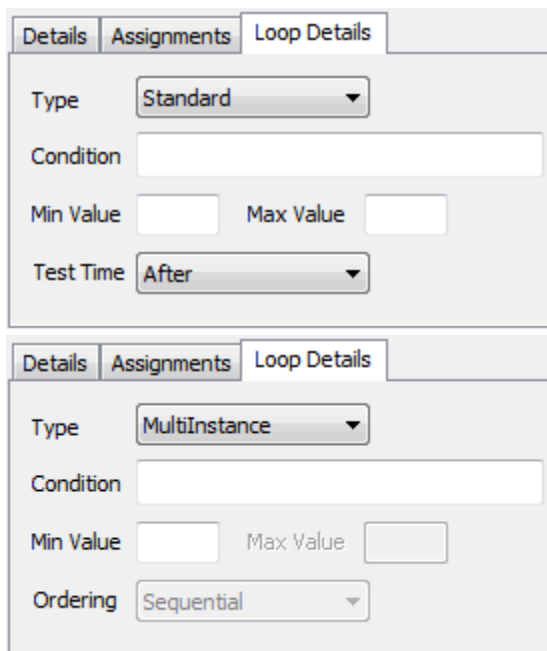 Details Assignments Loop Details
Type Standard
Condition
Min Value Max Value
Test Time After
Details Assignments Loop Details
Type MultiInstance
Condition
Min Value Max Value
Ordering Sequential